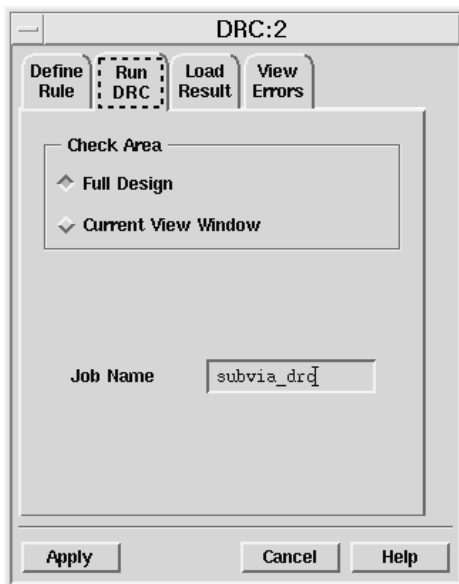 DRC:2
Define Rule
Run DRC
Load Result
View Errors
Check Area
Full Design
Current View Window
Job Name
subvia_drc
Apply
Cancel
Help